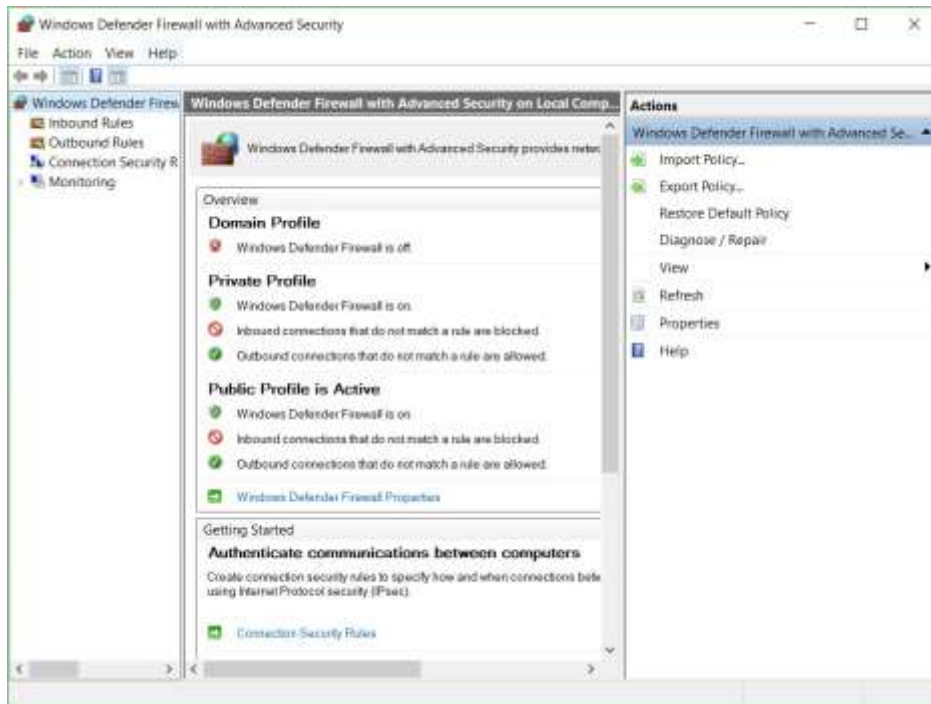 Windows Defender Firewall with Advanced Security
File Action View Help
Windows Defender Firew
Inbound Rules
Outbound Rules
Connection Security R
Monitoring
Windows Defender Firewall with Advanced Security on Local Comp...
Windows Defender Firewall with Advanced Security provides netwo
Overview
Domain Profile
Windows Defender Firewall is off.
Private Profile
Windows Defender Firewall is on.
Inbound connections that do not match a rule are blocked.
Outbound connections that do not match a rule are allowed.
Public Profile is Active
Windows Defender Firewall is on.
Inbound connections that do not match a rule are blocked.
Outbound connections that do not match a rule are allowed.
Windows Defender Firewall Properties
Getting Started
Authenticate communications between computers
Create connection security rules to specify how and when connections betw
using Internet Protocol security (IPsec).
Connection Security Rules
Actions
Windows Defender Firewall with Advanced Se...
Import Policy...
Export Policy...
Restore Default Policy
Diagnose / Repair
View
Refresh
Properties
Help